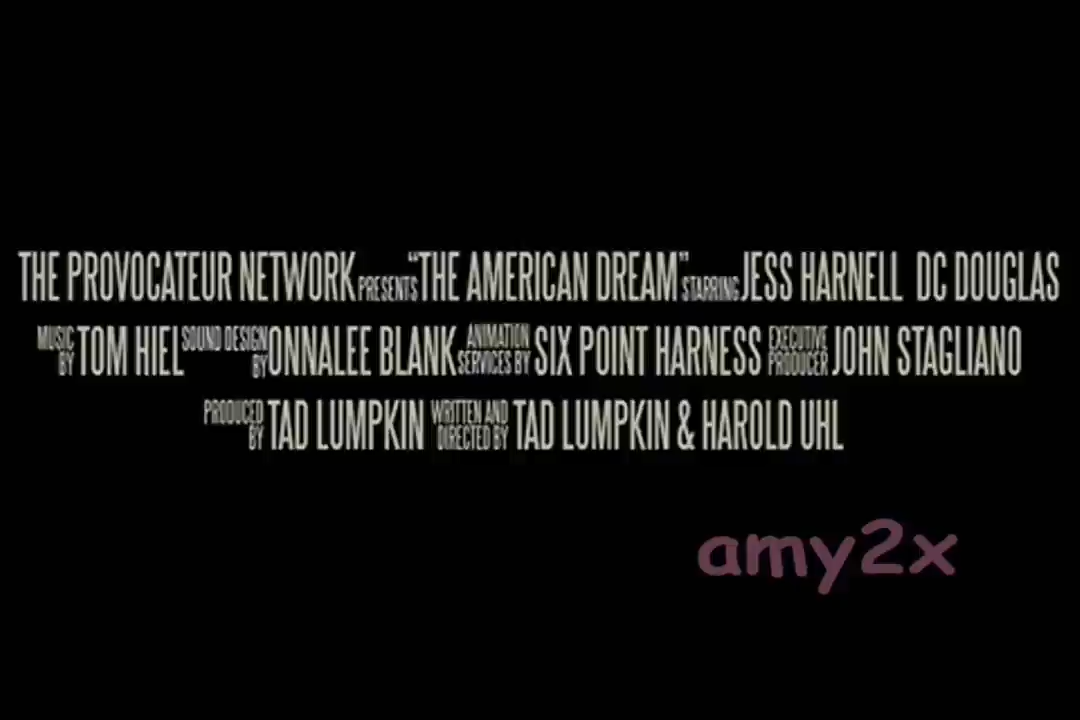 THE PROVOCATEUR NETWORK PRESENTS "THE AMERICAN DREAM" STARRING JESS HARNELL DC DOUGLAS
MUSIC BY TOM HIEL SOUND DESIGN BY ONNALEE BLANK ANIMATION SERVICES BY SIX POINT HARNESS EXECUTIVE PRODUCER JOHN STAGLIANO
PRODUCED BY TAD LUMPKIN WRITTEN AND DIRECTED BY TAD LUMPKIN & HAROLD UHL
amy2x